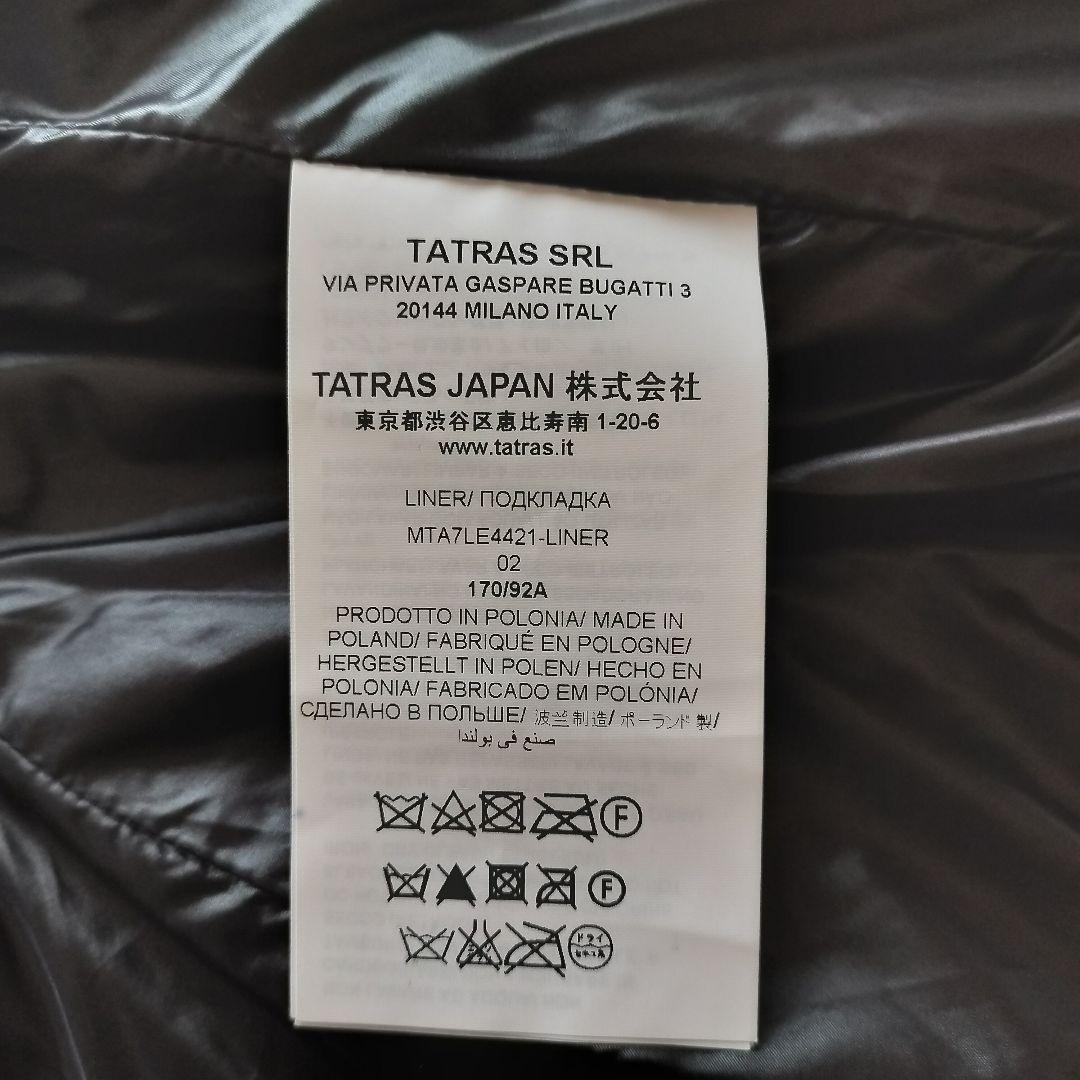 TATRAS SRL
VIA PRIVATA GASPARE BUGATTI 3
20144 MILANO ITALY
TATRAS JAPAN 株式会社
東京都渋谷区恵比寿南 1-20-6
www.tatras.it
LINER/ ПОДКЛАДКА
MTA7LE4421-LINER
02
170/92A
PRODOTTO IN POLONIA/ MADE IN
POLAND/ FABRIQUÉ EN POLOGNE/
HERGESTELLT IN POLEN/ HECHO EN
POLONIA/ FABRICADO EM POLÓNIA/
СДЕЛАНО В ПОЛЬШЕ/ 波兰制造/ ポーランド製/
صنع في بولندا
F
F
ドライ